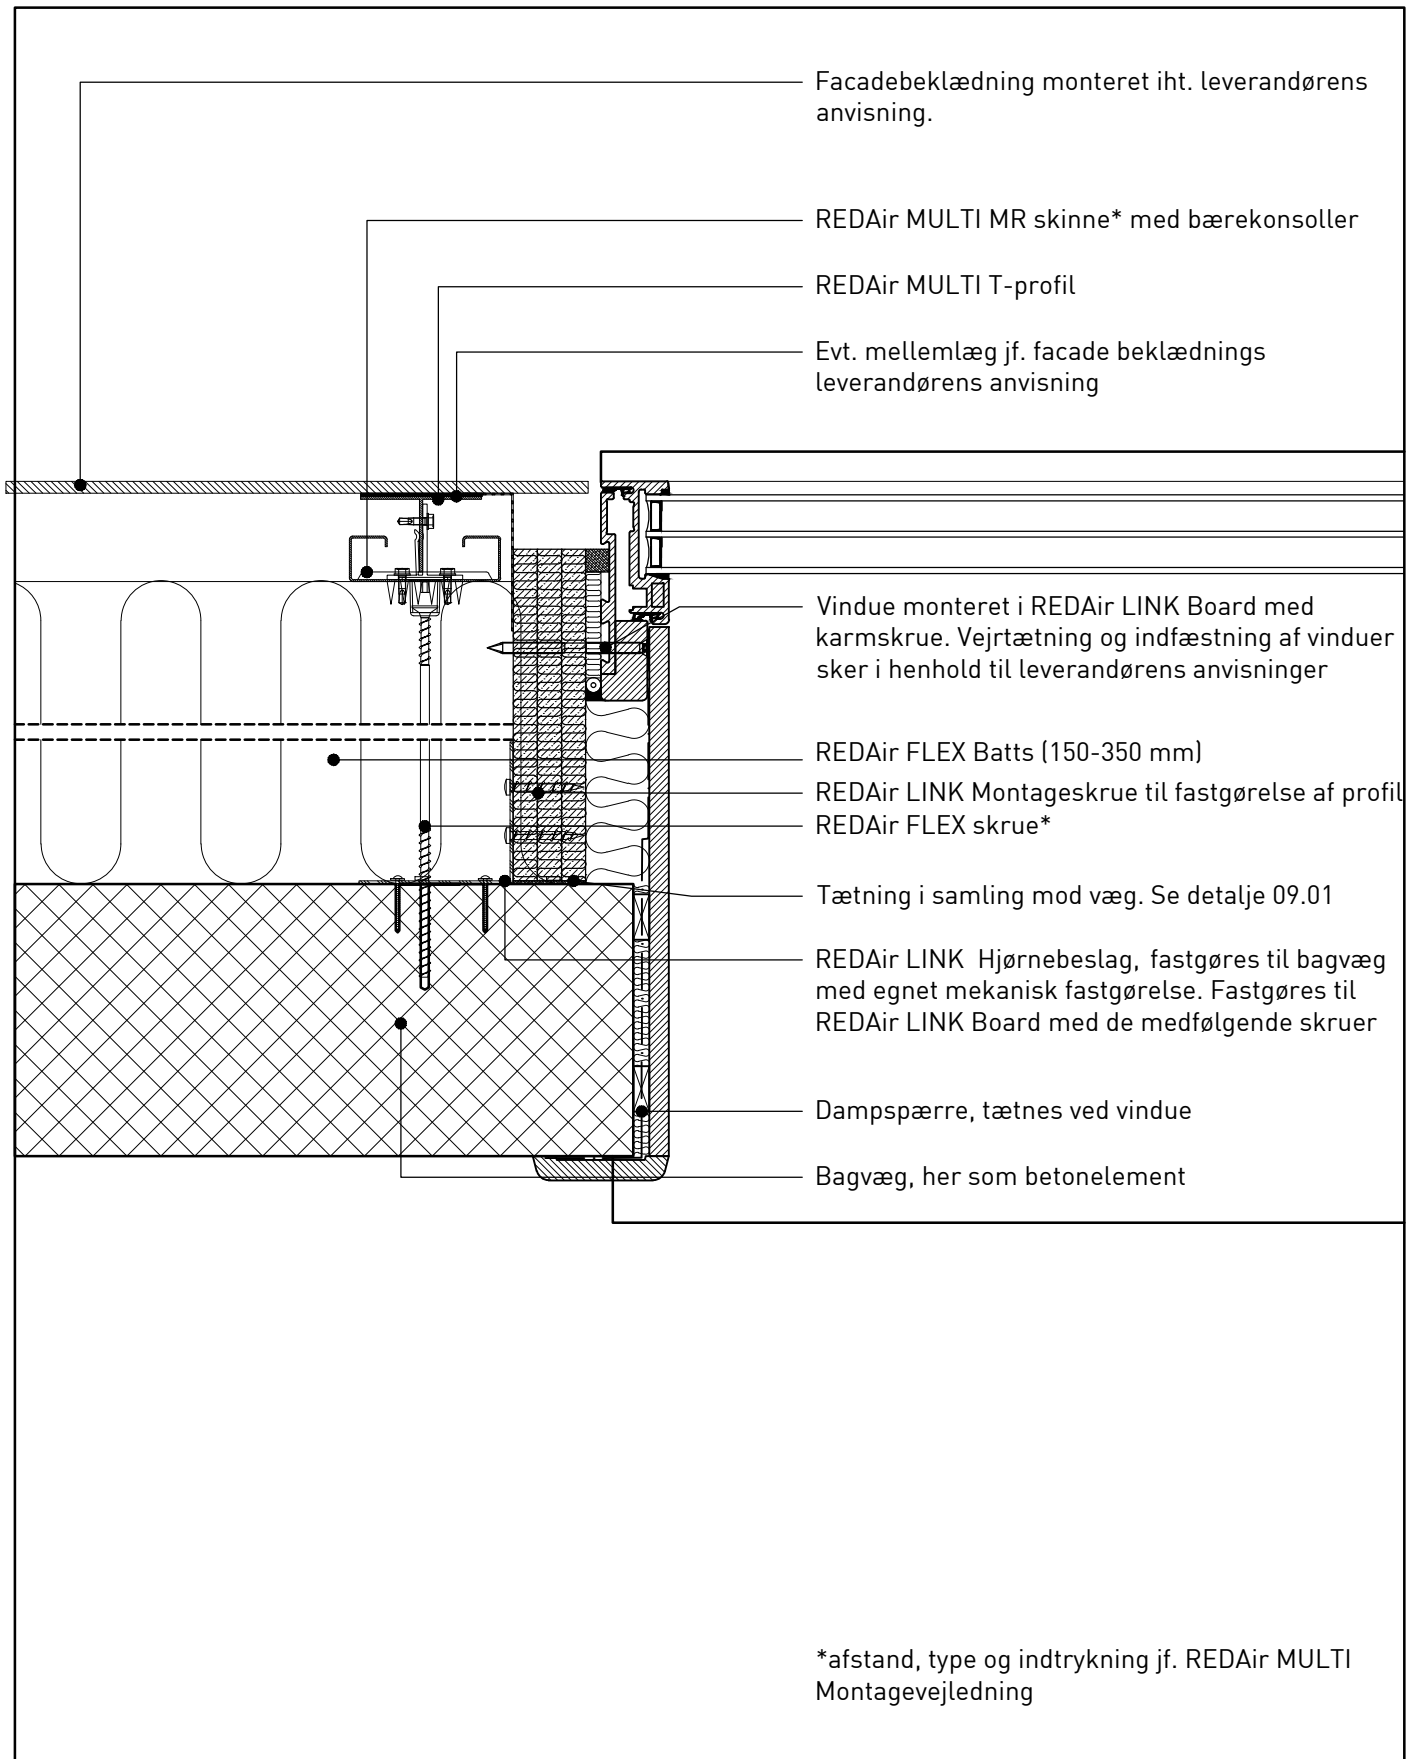 Facadebeklædning monteret iht. leverandørens
anvisning.
REDAir MULTI MR skinne* med bærekonsoller
REDAir MULTI T-profil
Evt. mellemlæg jf. facade beklædnings
leverandørens anvisning
Vindue monteret i REDAir LINK Board med
karmskrue. Vejrtætning og indfæstning af vinduer
sker i henhold til leverandørens anvisninger
REDAir FLEX Batts (150-350 mm)
REDAir LINK Montageskrue til fastgørelse af profil
REDAir FLEX skrue*
Tætning i samling mod væg. Se detalje 09.01
REDAir LINK Hjørnebeslag, fastgøres til bagvæg
med egnet mekanisk fastgørelse. Fastgøres til
REDAir LINK Board med de medfølgende skruer
Dampspærre, tætnes ved vindue
Bagvæg, her som betonelement
*afstand, type og indtrykning jf. REDAir MULTI
Montagevejledning